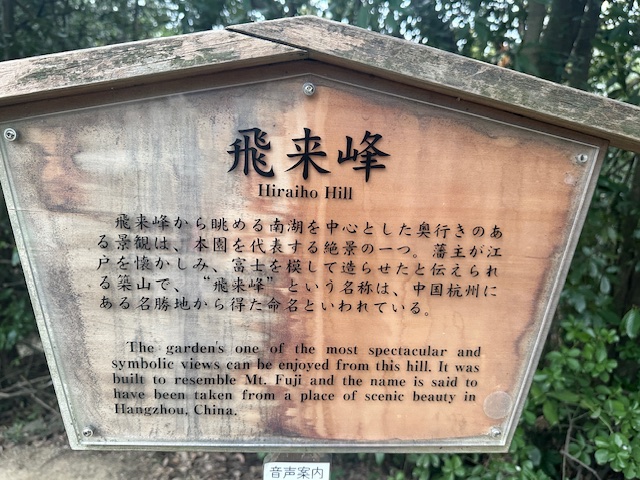 飛来峰
Hiraiho Hill
飛来峰から眺める南湖を中心とした奥行きのあ
る景観は、本園を代表する絶景の一つ。藩主が江
戸を懐かしみ、富士を模して造らせたと伝えられ
る築山で、“飛来峰”という名称は、中国杭州に
ある名勝地から得た命名といわれている。
The garden's one of the most spectacular and
symbolic views can be enjoyed from this hill. It was
built to resemble Mt. Fuji and the name is said to
have been taken from a place of scenic beauty in
Hangzhou, China.
音声案内